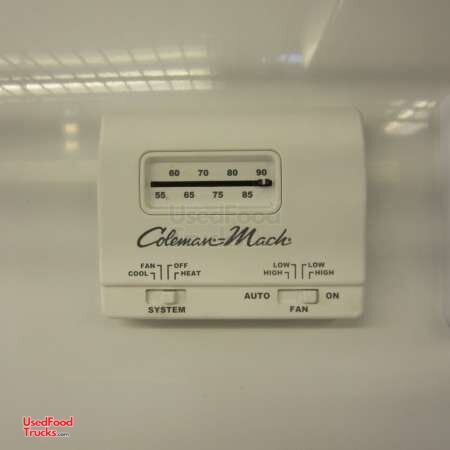 60 70 80 90
55 65 75 85
UsedFood
Coleman-Mach
FAN OFF
COOL HEAT
LOW LOW
HIGH HIGH
AUTO ON
SYSTEM FAN
UsedFood
Trucks.com